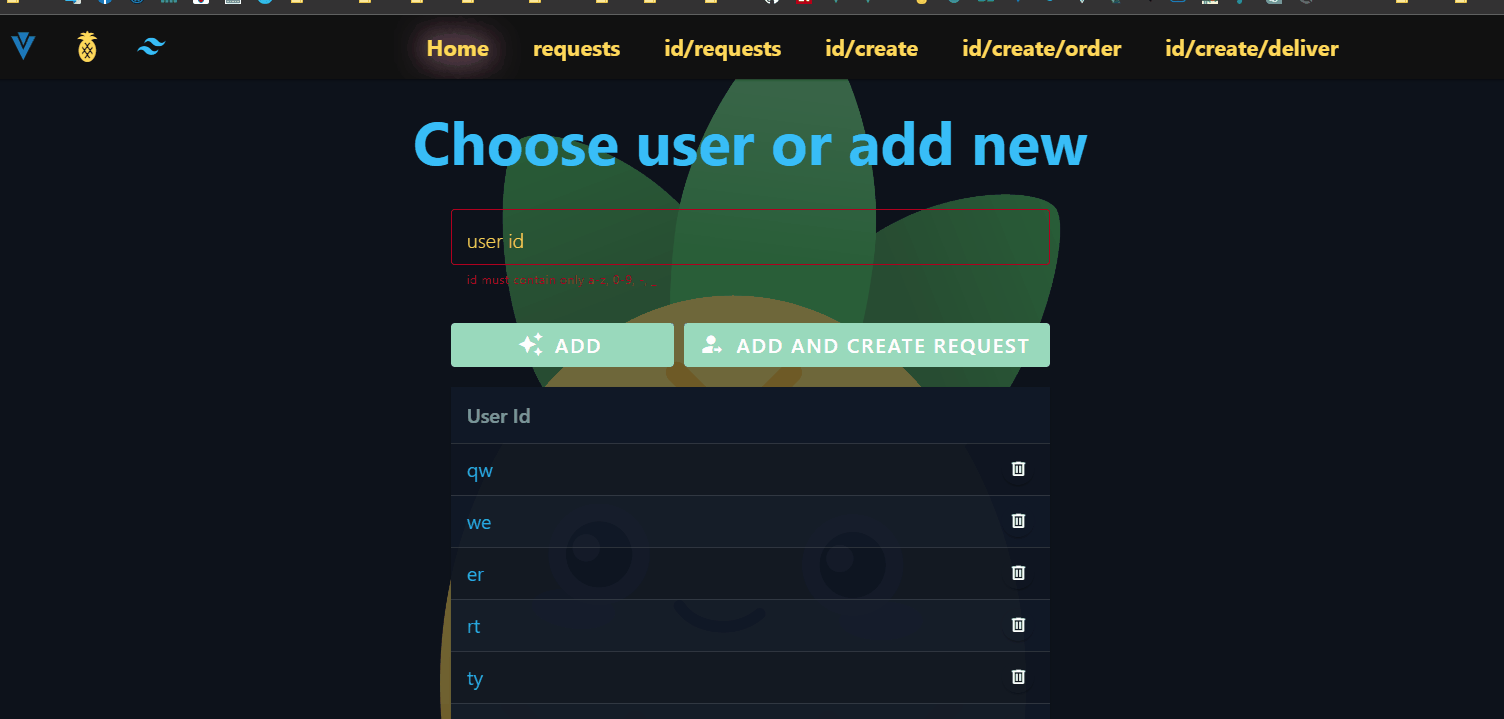 Home requests id/requests id/create id/create/order id/create/deliver
Choose user or add new
user id
id must contain only a-z, 0-9,
ADD ADD AND CREATE REQUEST
User Id
qw
we
er
rt
ty